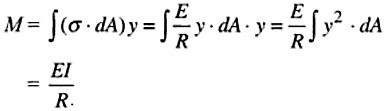 M = ∫(σ · dA) y = ∫ E/R y · dA · y = E/R ∫ y² · dA
= EI/R.